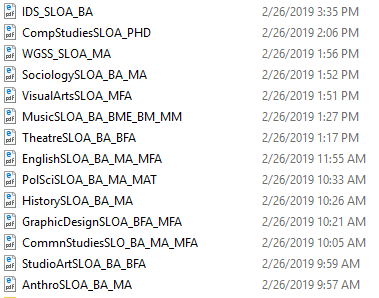 IDS_SLOA_BA 2/26/2019 3:35 PM
CompStudiesSLOA_PHD 2/26/2019 2:06 PM
WGSS_SLOA_MA 2/26/2019 1:56 PM
SociologySLOA_BA_MA 2/26/2019 1:52 PM
VisualArtsSLOA_MFA 2/26/2019 1:51 PM
MusicSLOA_BA_BME_BM_MM 2/26/2019 1:27 PM
TheatreSLOA_BA_BFA 2/26/2019 1:17 PM
EnglishSLOA_BA_MA_MFA 2/26/2019 11:55 AM
PolSciSLOA_BA_MA_MAT 2/26/2019 10:33 AM
HistorySLOA_BA_MA 2/26/2019 10:26 AM
GraphicDesignSLOA_BFA_MFA 2/26/2019 10:21 AM
CommnStudiesSLO_BA_MA_MFA 2/26/2019 10:05 AM
StudioArtSLOA_BA_BFA 2/26/2019 9:59 AM
AnthroSLOA_BA_MA 2/26/2019 9:57 AM